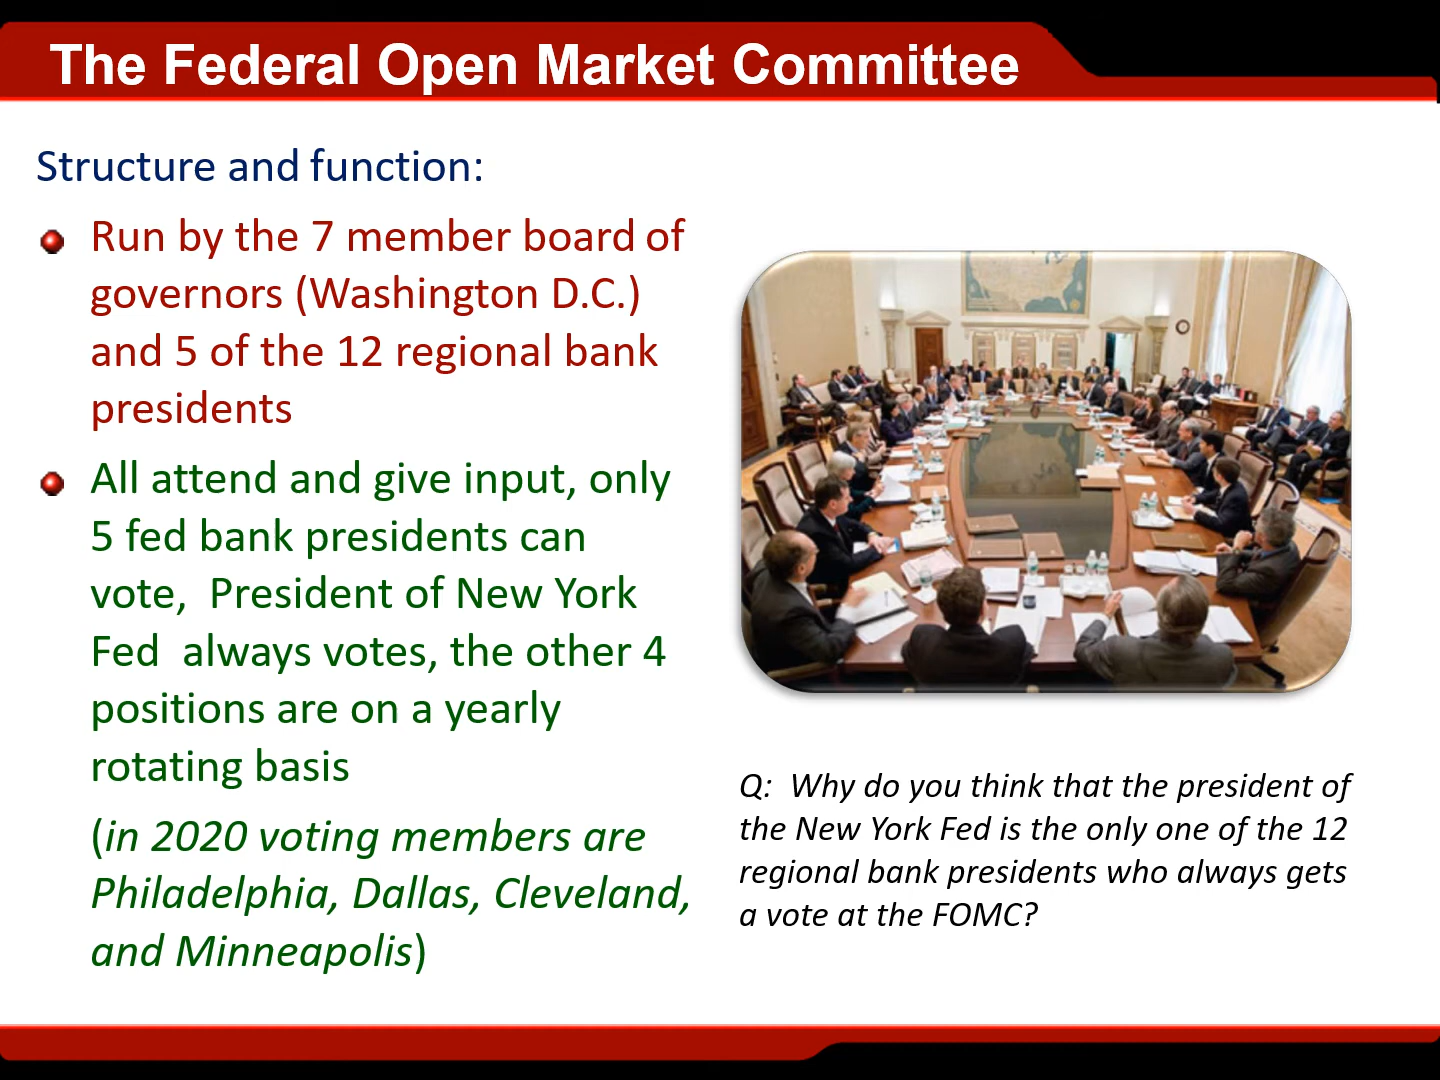 The Federal Open Market Committee
Structure and function:
Run by the 7 member board of
governors (Washington D.C.)
and 5 of the 12 regional bank
presidents
All attend and give input, only
5 fed bank presidents can
vote,  President of New York
Fed  always votes, the other 4
positions are on a yearly
rotating basis
(in 2020 voting members are
Philadelphia, Dallas, Cleveland,
and Minneapolis)
Q:  Why do you think that the president of
the New York Fed is the only one of the 12
regional bank presidents who always gets
a vote at the FOMC?